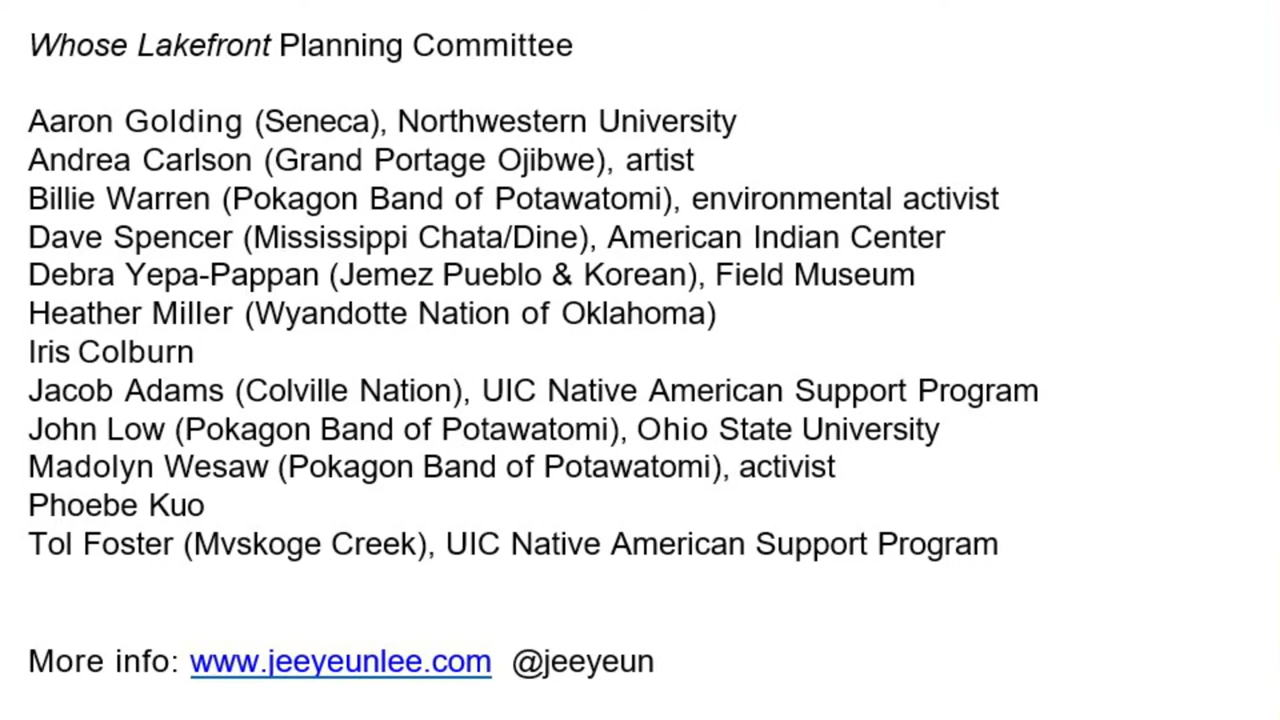 Whose Lakefront Planning Committee
Aaron Golding (Seneca), Northwestern University
Andrea Carlson (Grand Portage Ojibwe), artist
Billie Warren (Pokagon Band of Potawatomi), environmental activist
Dave Spencer (Mississippi Chata/Dine), American Indian Center
Debra Yepa-Pappan (Jemez Pueblo & Korean), Field Museum
Heather Miller (Wyandotte Nation of Oklahoma)
Iris Colburn
Jacob Adams (Colville Nation), UIC Native American Support Program
John Low (Pokagon Band of Potawatomi), Ohio State University
Madolyn Wesaw (Pokagon Band of Potawatomi), activist
Phoebe Kuo
Tol Foster (Mvskoge Creek), UIC Native American Support Program
More info: www.jeeyeunlee.com @jeeyeun